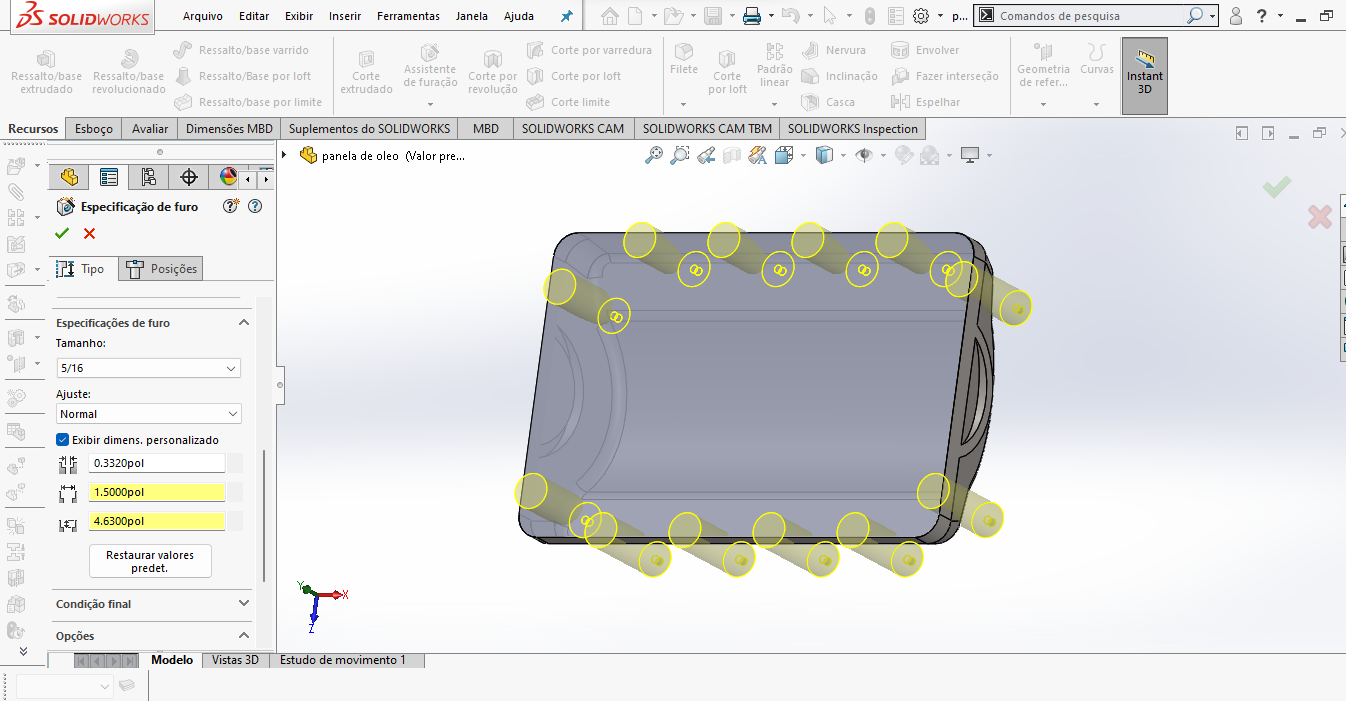 SOLIDWORKS
Arquivo Editar Exibir Inserir Ferramentas Janela Ajuda
p...
Comandos de pesquisa
?
Ressalto/base extrudado
Ressalto/base revolucionado
Ressalto/base varrido
Ressalto/Base por loft
Ressalto/base por limite
Corte extrudado
Assistente de furação
Corte por revolução
Corte por varredura
Corte por loft
Corte limite
Filete
Corte por loft
Padrão linear
Nervura
Inclinação
Casca
Envolver
Fazer interseção
Espelhar
Geometria de refer...
Curvas
Instant 3D
Recursos Esboço Avaliar Dimensões MBD Suplementos do SOLIDWORKS MBD SOLIDWORKS CAM SOLIDWORKS CAM TBM SOLIDWORKS Inspection
panela de oleo (Valor pre...
Especificação de furo
Tipo Posições
Especificações de furo
Tamanho:
5/16
Ajuste:
Normal
Exibir dimens. personalizado
0.3320pol
1.5000pol
4.6300pol
Restaurar valores
predet.
Condição final
Opções
Y
X
Z
Modelo Vistas 3D Estudo de movimento 1